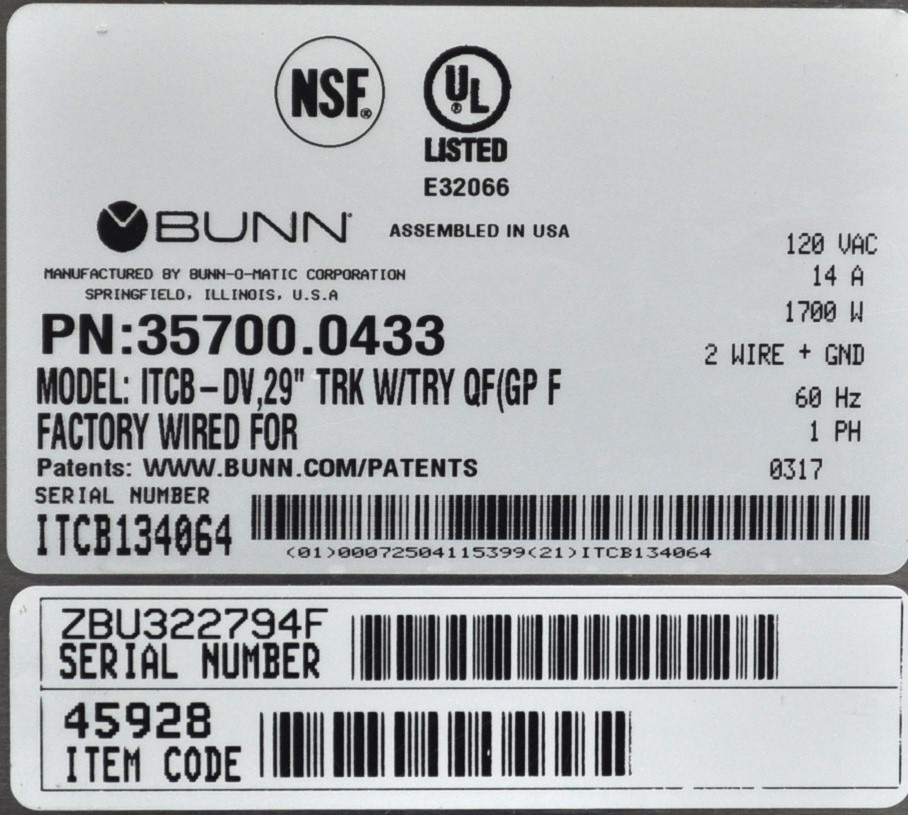 NSF®
UL®
LISTED
E32066
BUNN®
ASSEMBLED IN USA
MANUFACTURED BY BUNN-O-MATIC CORPORATION
SPRINGFIELD, ILLINOIS, U.S.A
PN:35700.0433
MODEL: ITCB-DV,29" TRK W/TRY QF(GP F
FACTORY WIRED FOR
Patents: WWW.BUNN.COM/PATENTS
120 VAC
14 A
1700 W
2 WIRE + GND
60 Hz
1 PH
0317
SERIAL NUMBER
ITCB134064
(01)00072504115399(21)ITCB134064
ZBU322794F
SERIAL NUMBER
45928
ITEM CODE